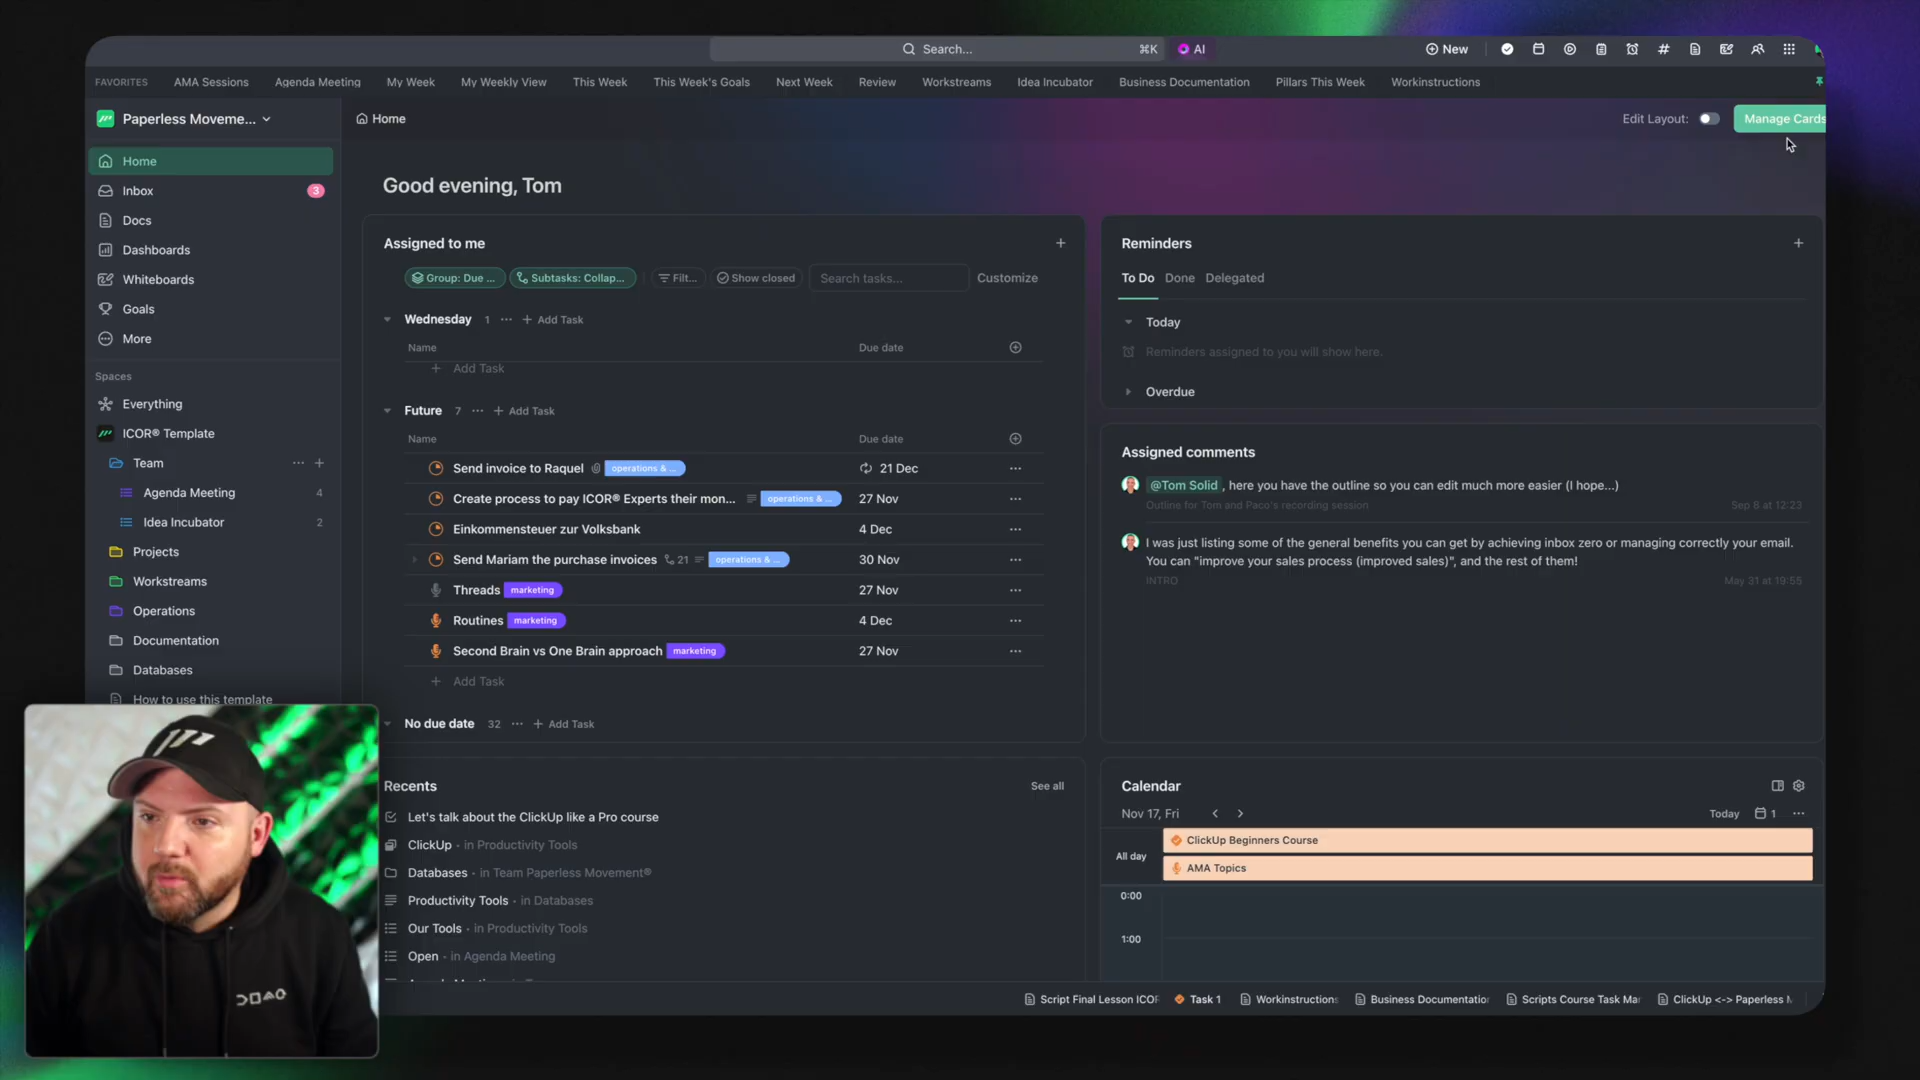 Search...
⌘K
AI
New
FAVORITES
AMA Sessions
Agenda Meeting
My Week
My Weekly View
This Week
This Week's Goals
Next Week
Review
Workstreams
Idea Incubator
Business Documentation
Pillars This Week
Workinstructions
Paperless Moveme...
Home
Edit Layout:
Manage Cards
Home
Inbox
3
Docs
Dashboards
Whiteboards
Goals
More
Spaces
Everything
ICOR® Template
Team
Agenda Meeting
4
Idea Incubator
2
Projects
Workstreams
Operations
Documentation
Databases
How to use this template
Good evening, Tom
Assigned to me
Group: Due ...
Subtasks: Collap...
Filt...
Show closed
Search tasks...
Customize
Wednesday
1
Add Task
Name
Due date
Add Task
Future
7
Add Task
Name
Due date
Send invoice to Raquel
operations & ...
21 Dec
Create process to pay ICOR® Experts their mon...
operations & ...
27 Nov
Einkommensteuer zur Volksbank
4 Dec
Send Mariam the purchase invoices
21
operations & ...
30 Nov
Threads
marketing
27 Nov
Routines
marketing
4 Dec
Second Brain vs One Brain approach
marketing
27 Nov
Add Task
No due date
32
Add Task
Reminders
To Do
Done
Delegated
Today
Reminders assigned to you will show here.
Overdue
Assigned comments
@Tom Solid , here you have the outline so you can edit much more easier (I hope...)
Outline for Tom and Paco's recording session
Sep 8 at 12:23
I was just listing some of the general benefits you can get by achieving inbox zero or managing correctly your email.
You can "improve your sales process (improved sales)", and the rest of them!
INTRO
May 31 at 19:55
Recents
See all
Let's talk about the ClickUp like a Pro course
ClickUp - in Productivity Tools
Databases - in Team Paperless Movement®
Productivity Tools - in Databases
Our Tools - in Productivity Tools
Open - in Agenda Meeting
Calendar
Nov 17, Fri
Today
1
All day
ClickUp Beginners Course
AMA Topics
0:00
1:00
Script Final Lesson ICOR
Task 1
Workinstructions
Business Documentatio
Scripts Course Task Mar
ClickUp <-> Paperless